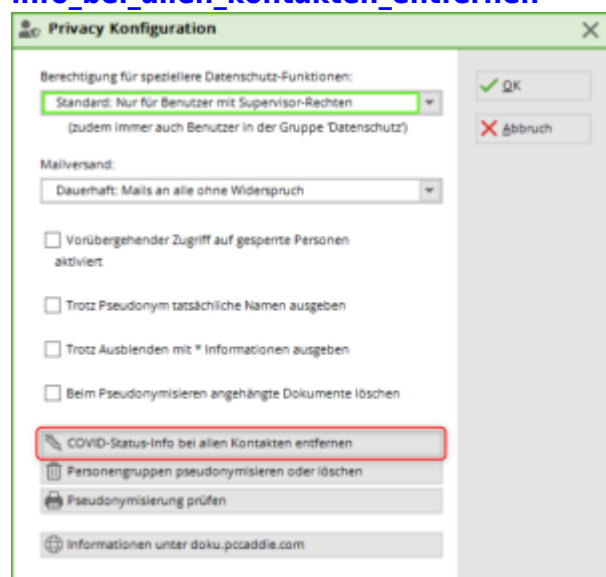 info_bei_allen_kontakten_entfernen
Privacy Konfiguration
Berechtigung für speziellere Datenschutz-Funktionen:
Standard: Nur für Benutzer mit Supervisor-Rechten
(zudem immer auch Benutzer in der Gruppe 'Datenschutz')
OK
Abbruch
Mailversand:
Dauerhaft: Mails an alle ohne Widerspruch
Vorübergehender Zugriff auf gesperrte Personen
aktiviert
Trotz Pseudonym tatsächliche Namen ausgeben
Trotz Ausblenden mit * Informationen ausgeben
Beim Pseudonymisieren angehängte Dokumente löschen
COVID-Status-Info bei allen Kontakten entfernen
Personengruppen pseudonymisieren oder löschen
Pseudonymisierung prüfen
Informationen unter doku.pccaddie.com